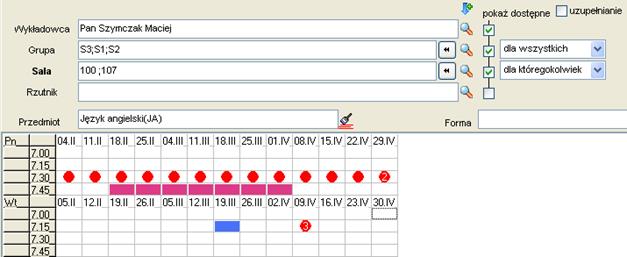 pokaż dostępne uzupełnianie
Wykładowca Pan Szymczak Maciej
Grupa S3;S1;S2 dla wszystkich
Sala 100 ;107 dla któregokolwiek
Rzutnik
Przedmiot Język angielski(JA) Forma
Pn 04.II 11.II 18.II 25.II 04.III 11.III 18.III 25.III 01.IV 08.IV 15.IV 22.IV 29.IV
7.00
7.15
7.30 2
7.45
Wt 05.II 12.II 19.II 26.II 05.III 12.III 19.III 26.III 02.IV 09.IV 16.IV 23.IV 30.IV
7.00
7.15 3
7.30
7.45